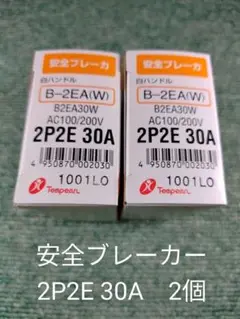 安全ブレーカ
白ハンドル
B-2EA(W)
B2EA30W
AC100/200V
2P2E 30A
4 950870 002030
1001LO
Tempearl
安全ブレーカ
白ハンドル
B-2EA(W)
B2EA30W
AC100/200V
2P2E 30A
4 950870 002030
1001LO
Tempearl
安全ブレーカー
2P2E 30A 2個